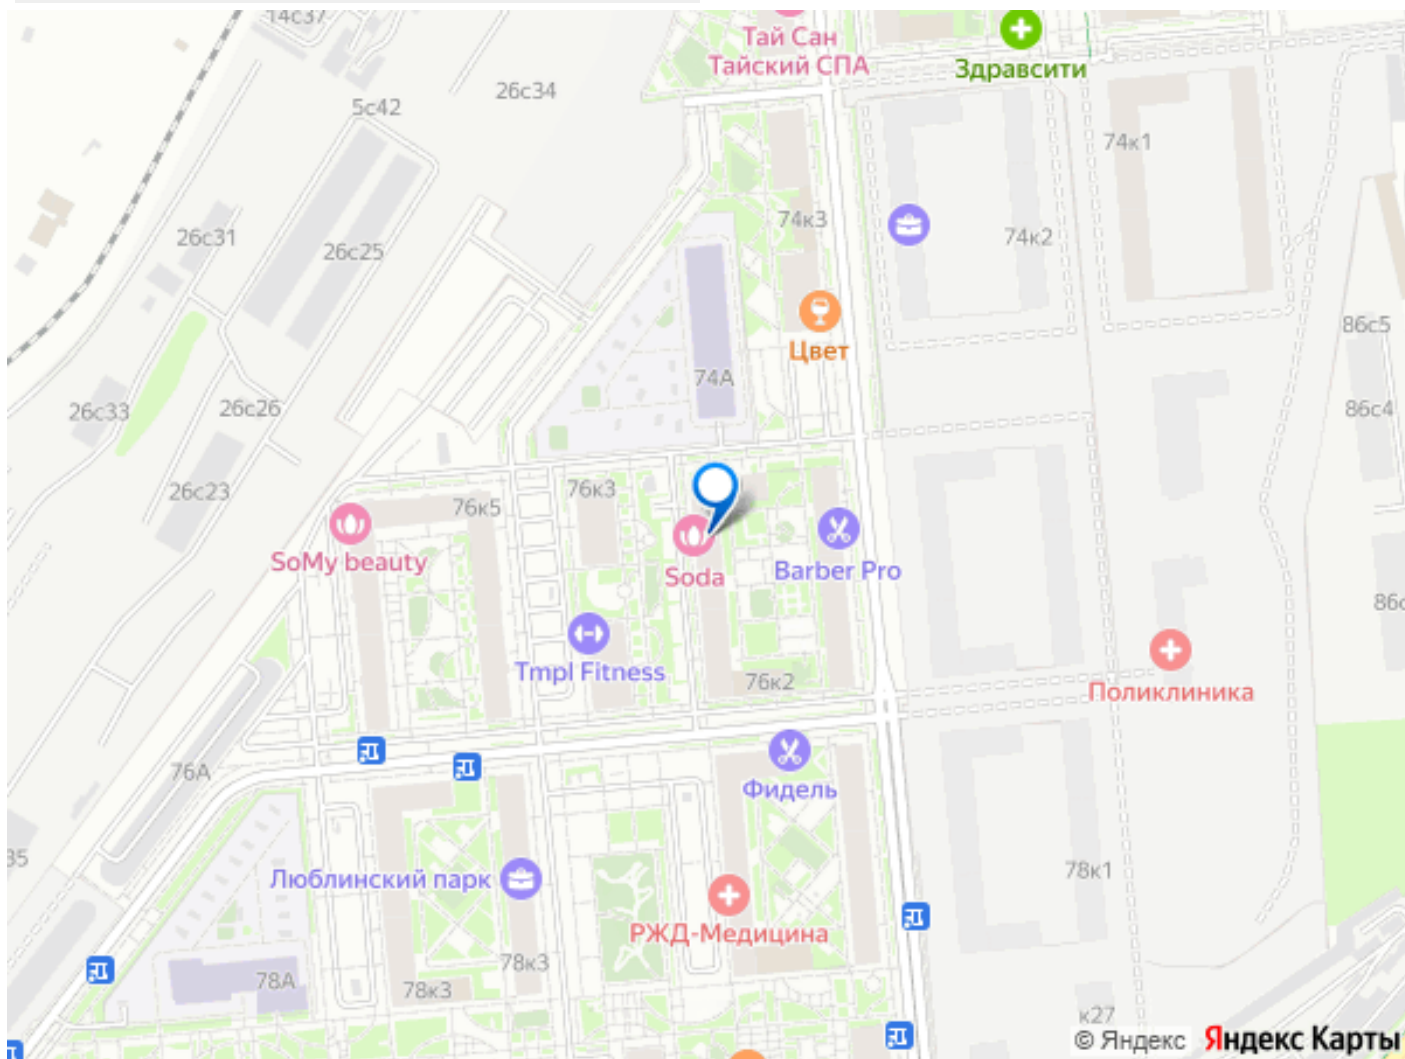 14с37
Тай Сан
Тайский СПА
Здравсити
26с34
5с42
74к1
74к3
26с31
26с25
74к2
86с5
Цвет
74А
26с33
26с26
86с4
26с23
76к5
76к3
SoMy beauty
Soda
Barber Pro
86с
Tmpl Fitness
76к2
Поликлиника
76А
Фидель
35
Люблинский парк
78к1
РЖД-Медицина
78к3
78А
78к3
к27
© Яндекс Яндекс Карты